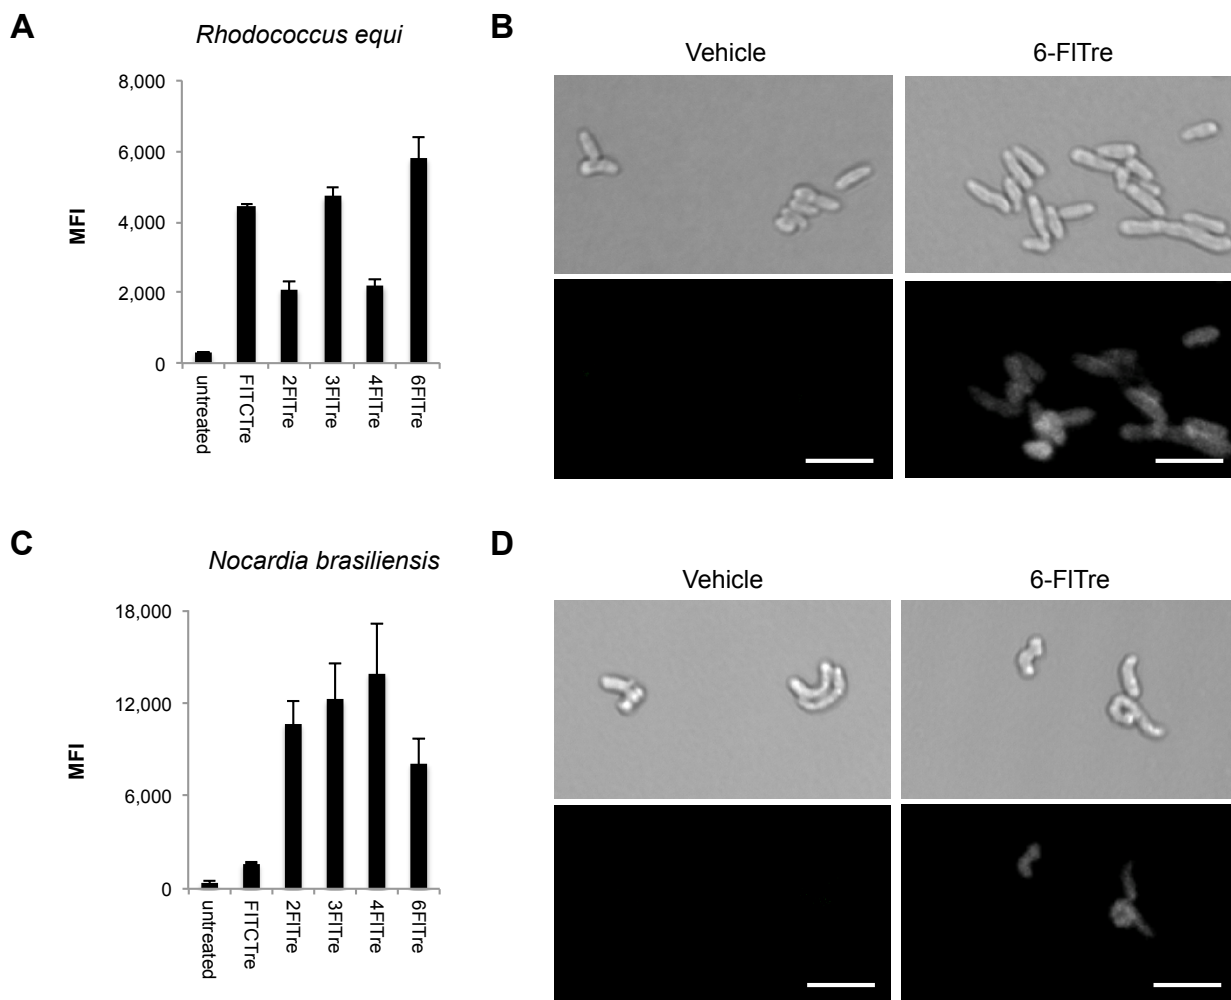 A
Rhodococcus equi
8,000
6,000
4,000
2,000
0
MFI
untreated
FITCTre
2FlTre
3FlTre
4FlTre
6FlTre
B
Vehicle
6-FlTre
C
Nocardia brasiliensis
18,000
12,000
6,000
0
MFI
untreated
FITCTre
2FlTre
3FlTre
4FlTre
6FlTre
D
Vehicle
6-FlTre